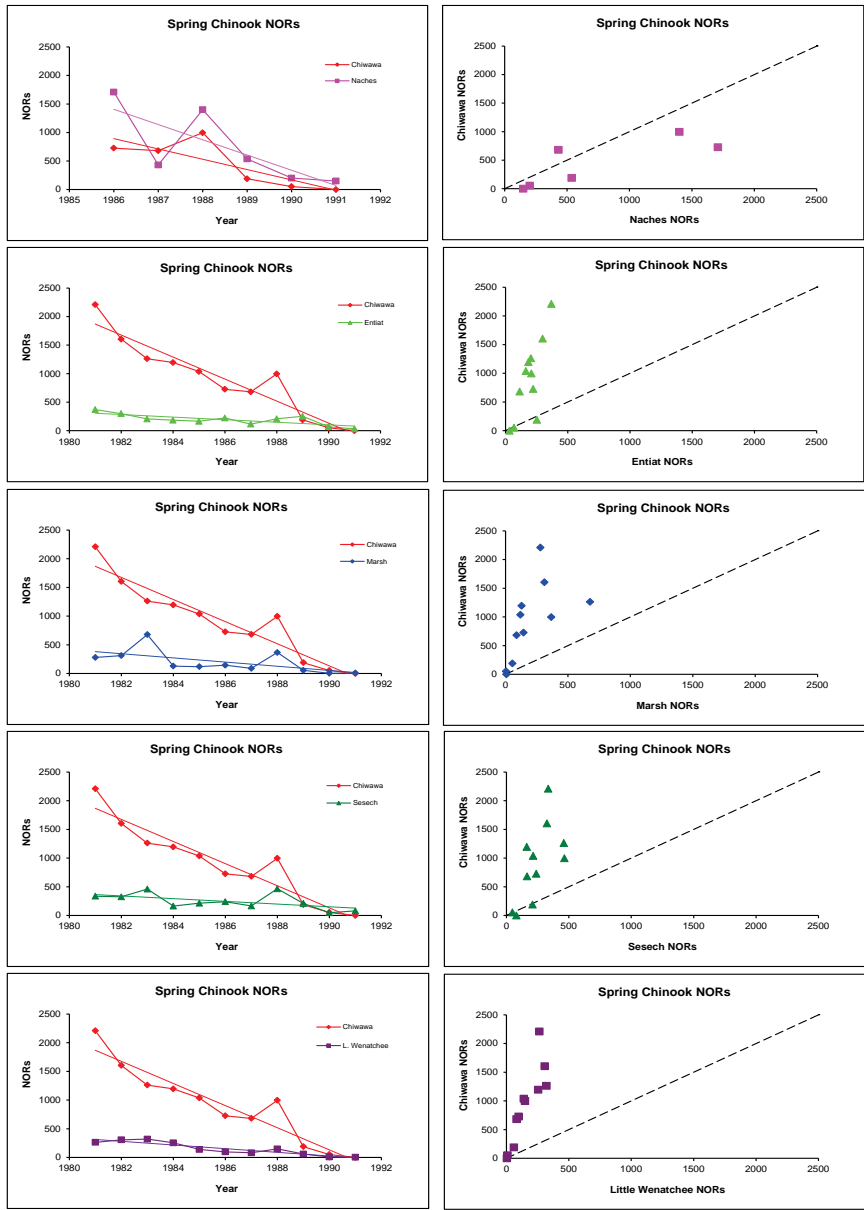 Spring Chinook NORs
2500
2000
1500
1000
500
0
NORs
Chiwawa
Naches
1985 1986 1987 1988 1989 1990 1991 1992
Year
Spring Chinook NORs
2500
2000
1500
1000
500
0
Chiwawa NORs
0 500 1000 1500 2000 2500
Naches NORs
Spring Chinook NORs
2500
2000
1500
1000
500
0
NORs
Chiwawa
Entiat
1980 1982 1984 1986 1988 1990 1992
Year
Spring Chinook NORs
2500
2000
1500
1000
500
0
Chiwawa NORs
0 500 1000 1500 2000 2500
Entiat NORs
Spring Chinook NORs
2500
2000
1500
1000
500
0
NORs
Chiwawa
Marsh
1980 1982 1984 1986 1988 1990 1992
Year
Spring Chinook NORs
2500
2000
1500
1000
500
0
Chiwawa NORs
0 500 1000 1500 2000 2500
Marsh NORs
Spring Chinook NORs
2500
2000
1500
1000
500
0
NORs
Chiwawa
Sesech
1980 1982 1984 1986 1988 1990 1992
Year
Spring Chinook NORs
2500
2000
1500
1000
500
0
Chiwawa NORs
0 500 1000 1500 2000 2500
Sesech NORs
Spring Chinook NORs
2500
2000
1500
1000
500
0
NORs
Chiwawa
L. Wenatchee
1980 1982 1984 1986 1988 1990 1992
Year
Spring Chinook NORs
2500
2000
1500
1000
500
0
Chiwawa NORs
0 500 1000 1500 2000 2500
Little Wenatchee NORs